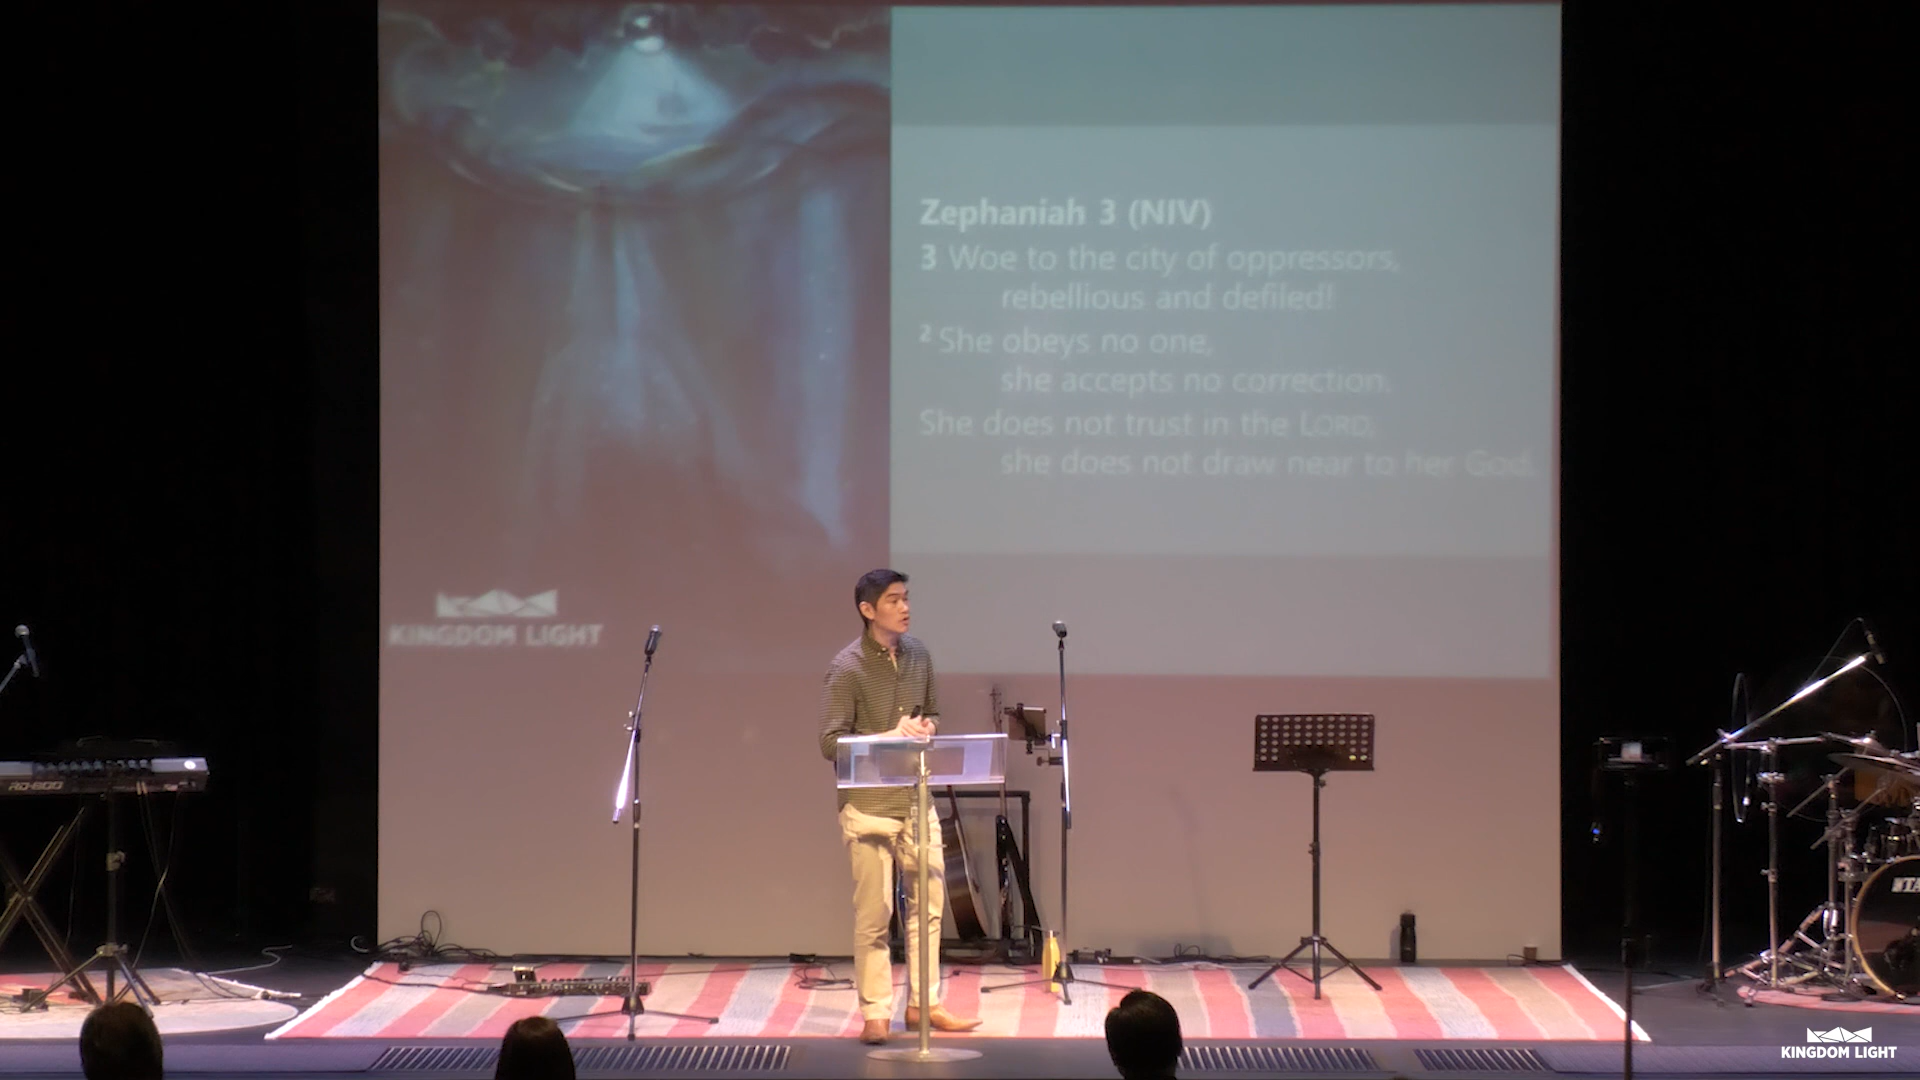 Zephaniah 3 (NIV)
3 Woe to the city of oppressors,
rebellious and defiled!
2 She obeys no one,
she accepts no correction.
She does not trust in the LORD,
she does not draw near to her God.
KINGDOM LIGHT
RD-800
KINGDOM LIGHT